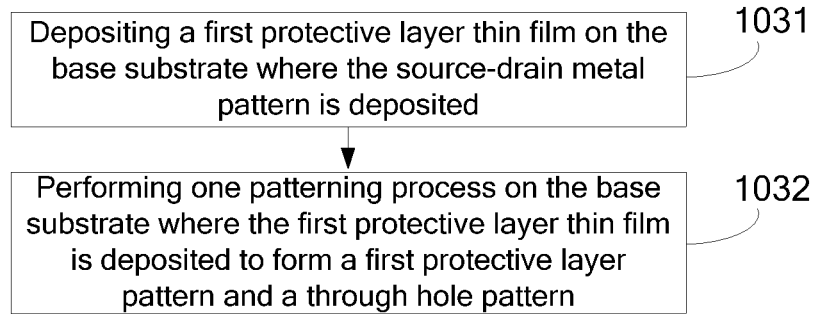 Depositing a first protective layer thin film on the
base substrate where the source-drain metal
pattern is deposited
1031
Performing one patterning process on the base
substrate where the first protective layer thin film
is deposited to form a first protective layer
pattern and a through hole pattern
1032